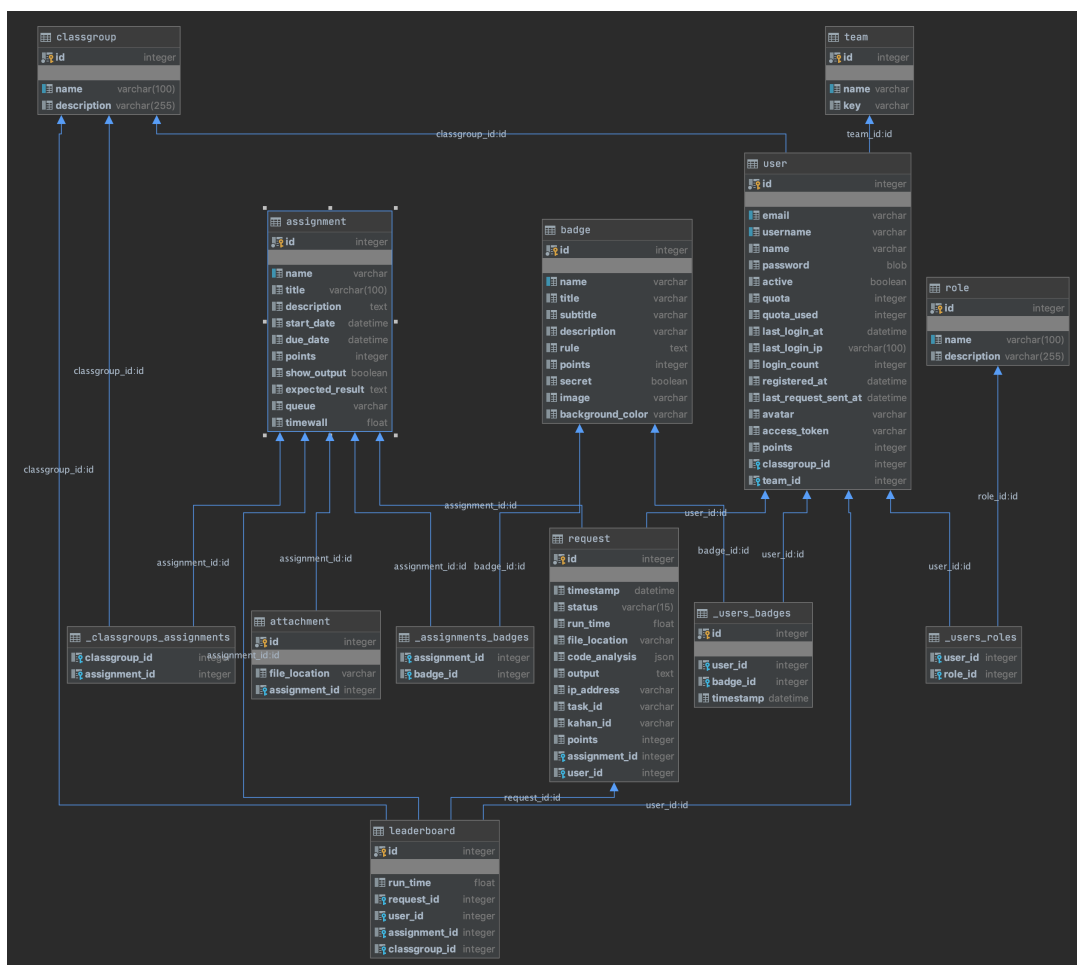 classgroup
id integer
name varchar(100)
description varchar(255)
team
id integer
name varchar
key varchar
classgroup_id:id
team_id:id
user
id integer
email varchar
username varchar
name varchar
password blob
active boolean
quota integer
quota_used integer
last_login_at datetime
last_login_ip varchar(100)
login_count integer
registered_at datetime
last_request_sent_at datetime
avatar varchar
access_token varchar
points integer
classgroup_id integer
team_id integer
assignment
id integer
name varchar
title varchar(100)
description text
start_date datetime
due_date datetime
points integer
show_output boolean
expected_result text
queue varchar
timewall float
badge
id integer
name varchar
title varchar
subtitle varchar
description varchar
rule text
points integer
secret boolean
image varchar
background_color varchar
role
id integer
name varchar(100)
description varchar(255)
classgroup_id:id
classgroup_id:id
assignment_id:id
user_id:id
role_id:id
assignment_id:id
assignment_id:id
assignment_id:id
badge_id:id
badge_id:id
user_id:id
user_id:id
request
id integer
timestamp datetime
status varchar(15)
run_time float
file_location varchar
code_analysis json
output text
ip_address varchar
task_id varchar
kahan_id varchar
points integer
assignment_id integer
user_id integer
_classgroups_assignments
classgroup_id integer
assignment_id integer
assignment_id:id
attachment
id integer
file_location varchar
assignment_id integer
_assignments_badges
assignment_id integer
badge_id integer
_users_badges
id integer
user_id integer
badge_id integer
timestamp datetime
_users_roles
user_id integer
role_id integer
request_id:id
user_id:id
leaderboard
id integer
run_time float
request_id integer
user_id integer
assignment_id integer
classgroup_id integer